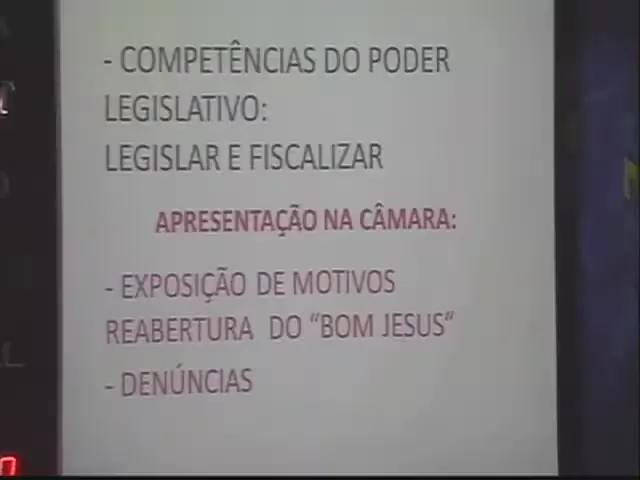 - COMPETÊNCIAS DO PODER
LEGISLATIVO:
LEGISLAR E FISCALIZAR
APRESENTAÇÃO NA CÂMARA:
- EXPOSIÇÃO DE MOTIVOS
REABERTURA DO “BOM JESUS”
- DENÚNCIAS